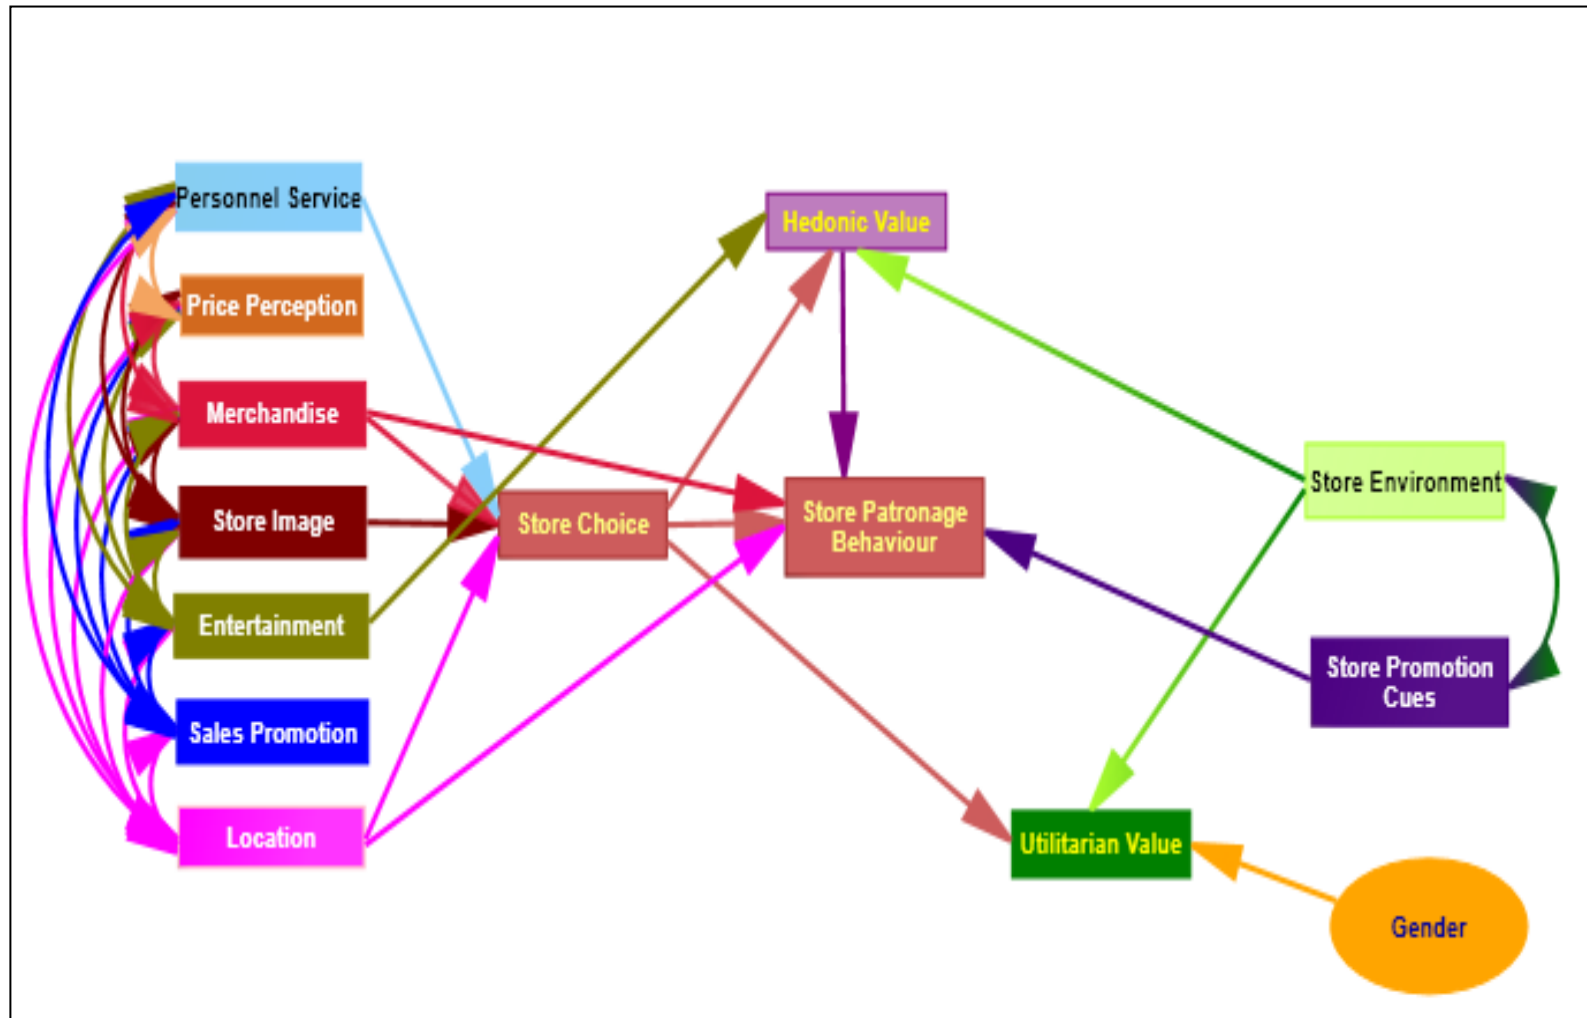 Personnel Service
Price Perception
Merchandise
Store Image
Entertainment
Sales Promotion
Location
Store Choice
Hedonic Value
Store Patronage
Behaviour
Store Environment
Store Promotion
Cues
Utilitarian Value
Gender